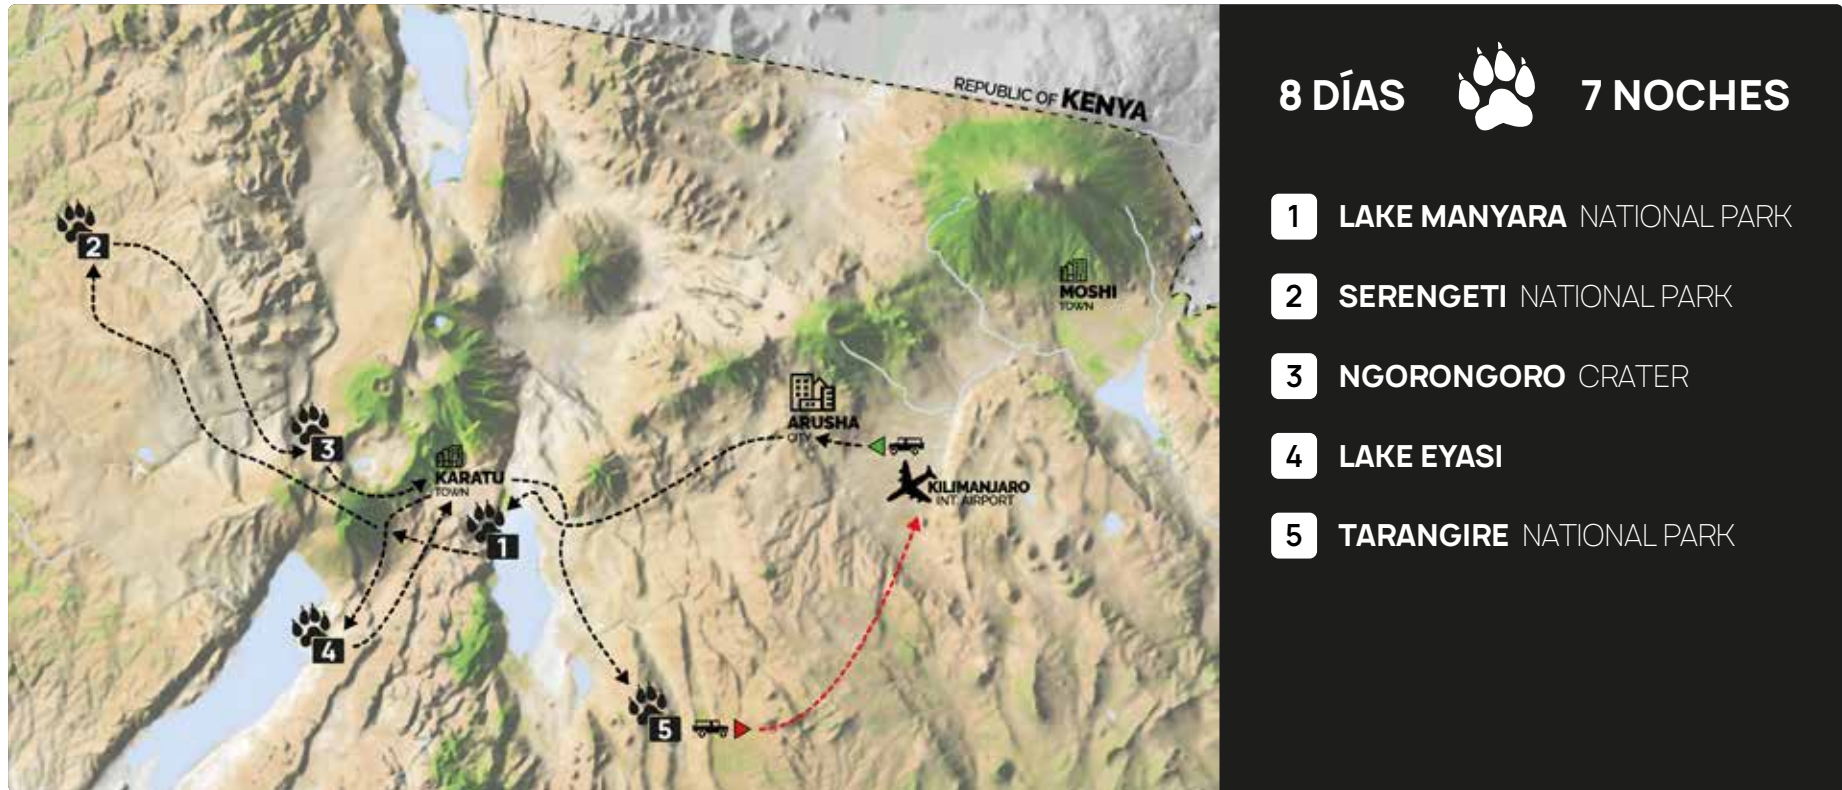 REPUBLIC OF KENYA
2
MOSHI
TOWN
ARUSHA
CITY
3
KARATU
TOWN
KILIMANJARO
INT. AIRPORT
1
4
5
8 DÍAS 7 NOCHES
1 LAKE MANYARA NATIONAL PARK
2 SERENGETI NATIONAL PARK
3 NGORONGORO CRATER
4 LAKE EYASI
5 TARANGIRE NATIONAL PARK